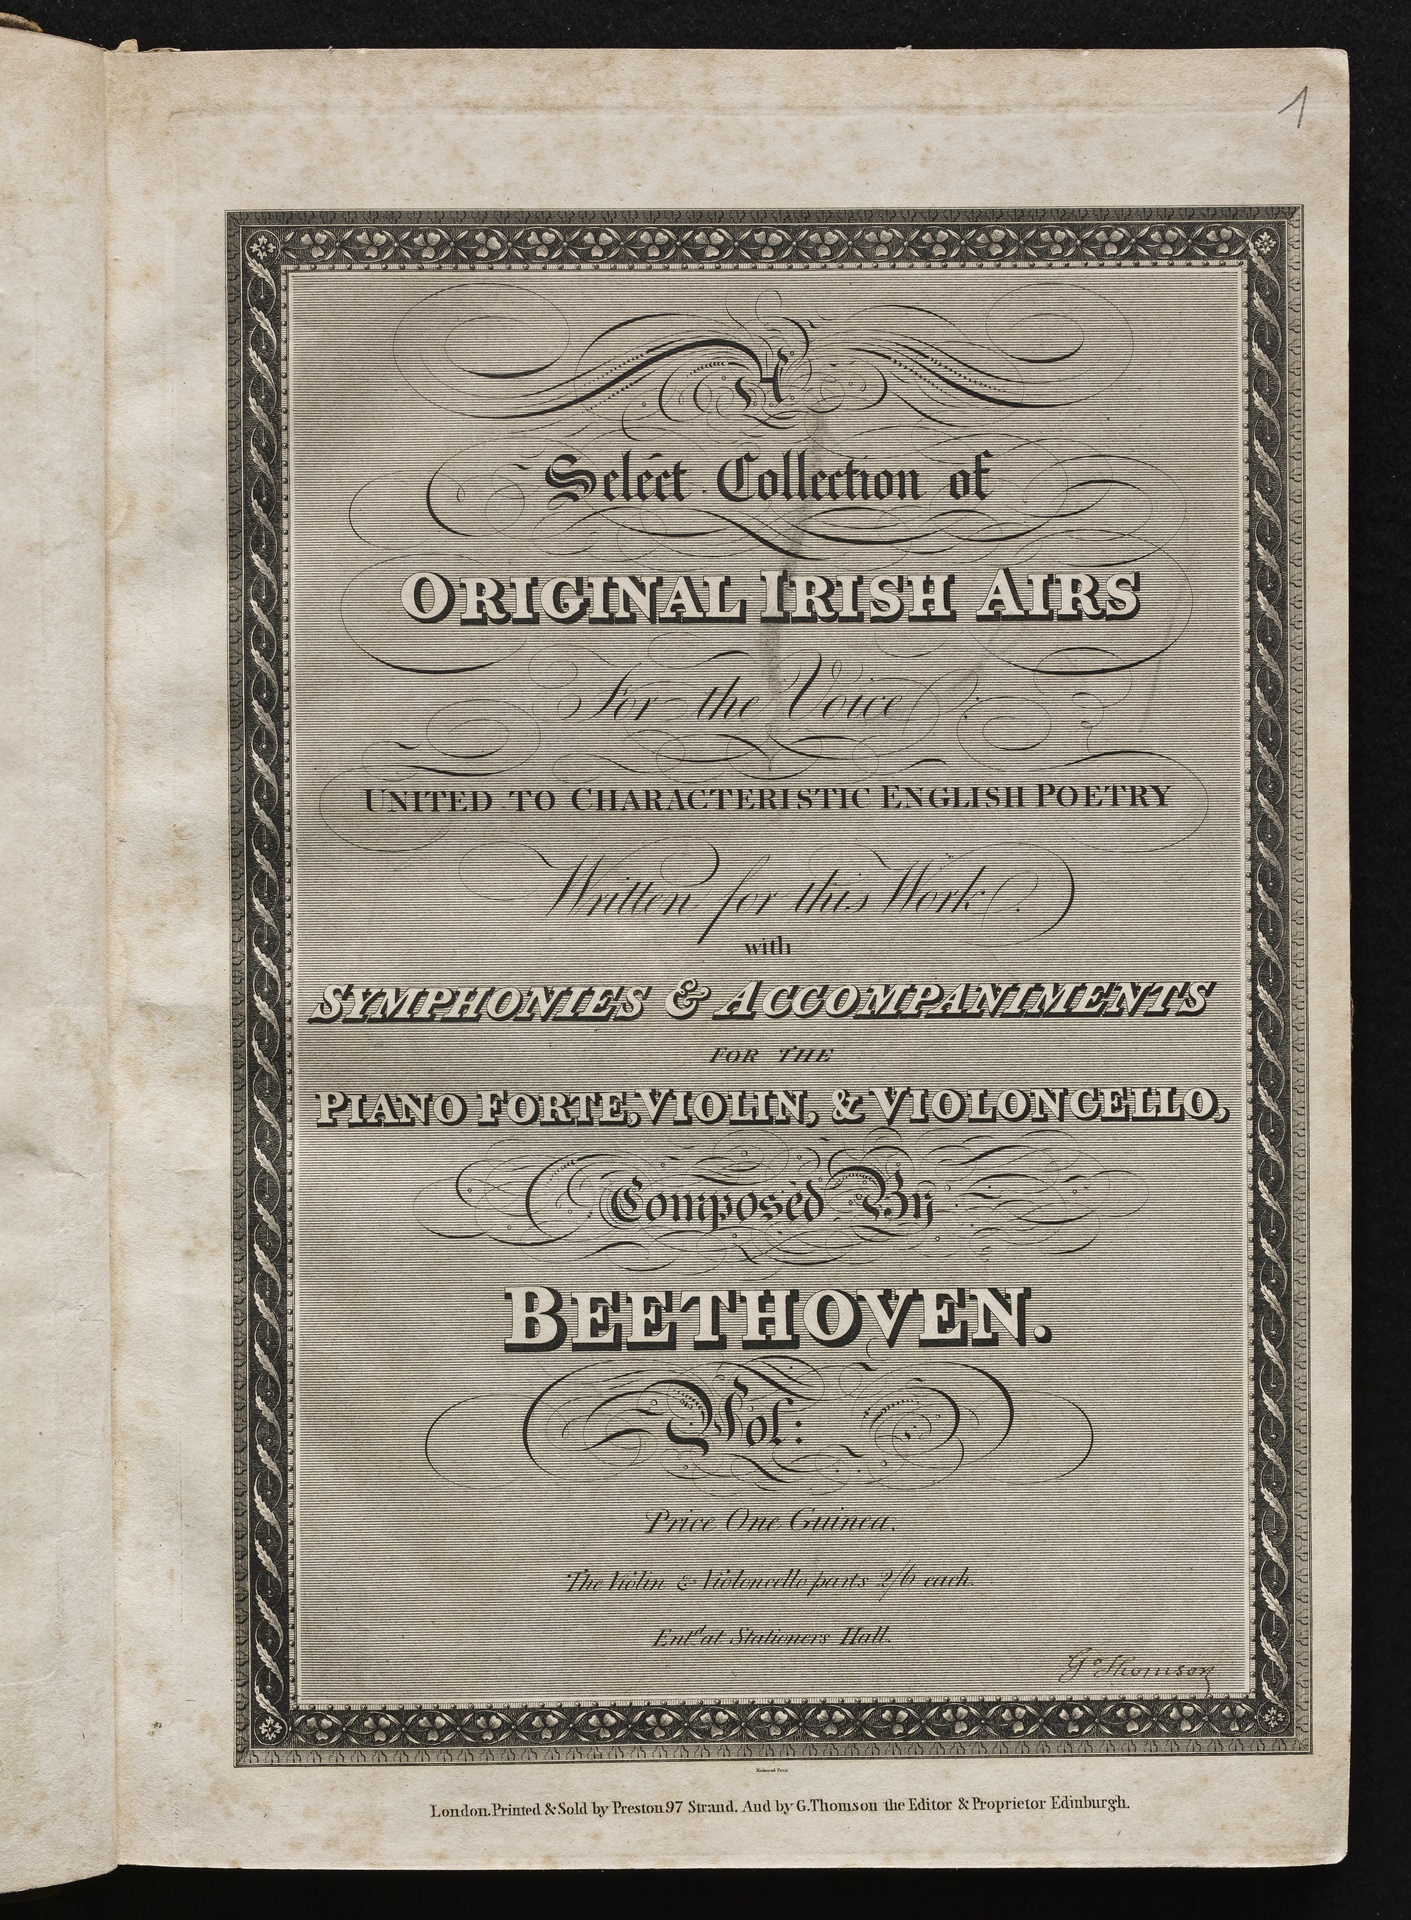 1
A
Select Collection of
ORIGINAL IRISH AIRS
For the Voice
UNITED TO CHARACTERISTIC ENGLISH POETRY
Written for this Work
with
SYMPHONIES & ACCOMPANIMENTS
FOR THE
PIANO FORTE, VIOLIN, & VIOLONCELLO,
Composed By
BEETHOVEN.
Vol:
Price One Guinea.
The Violin & Violoncello parts 2/6 each.
Entd. at Stationers Hall.
Go Thomson
London. Printed & Sold by Preston 97 Strand. And by G. Thomson the Editor & Proprietor Edinburgh.